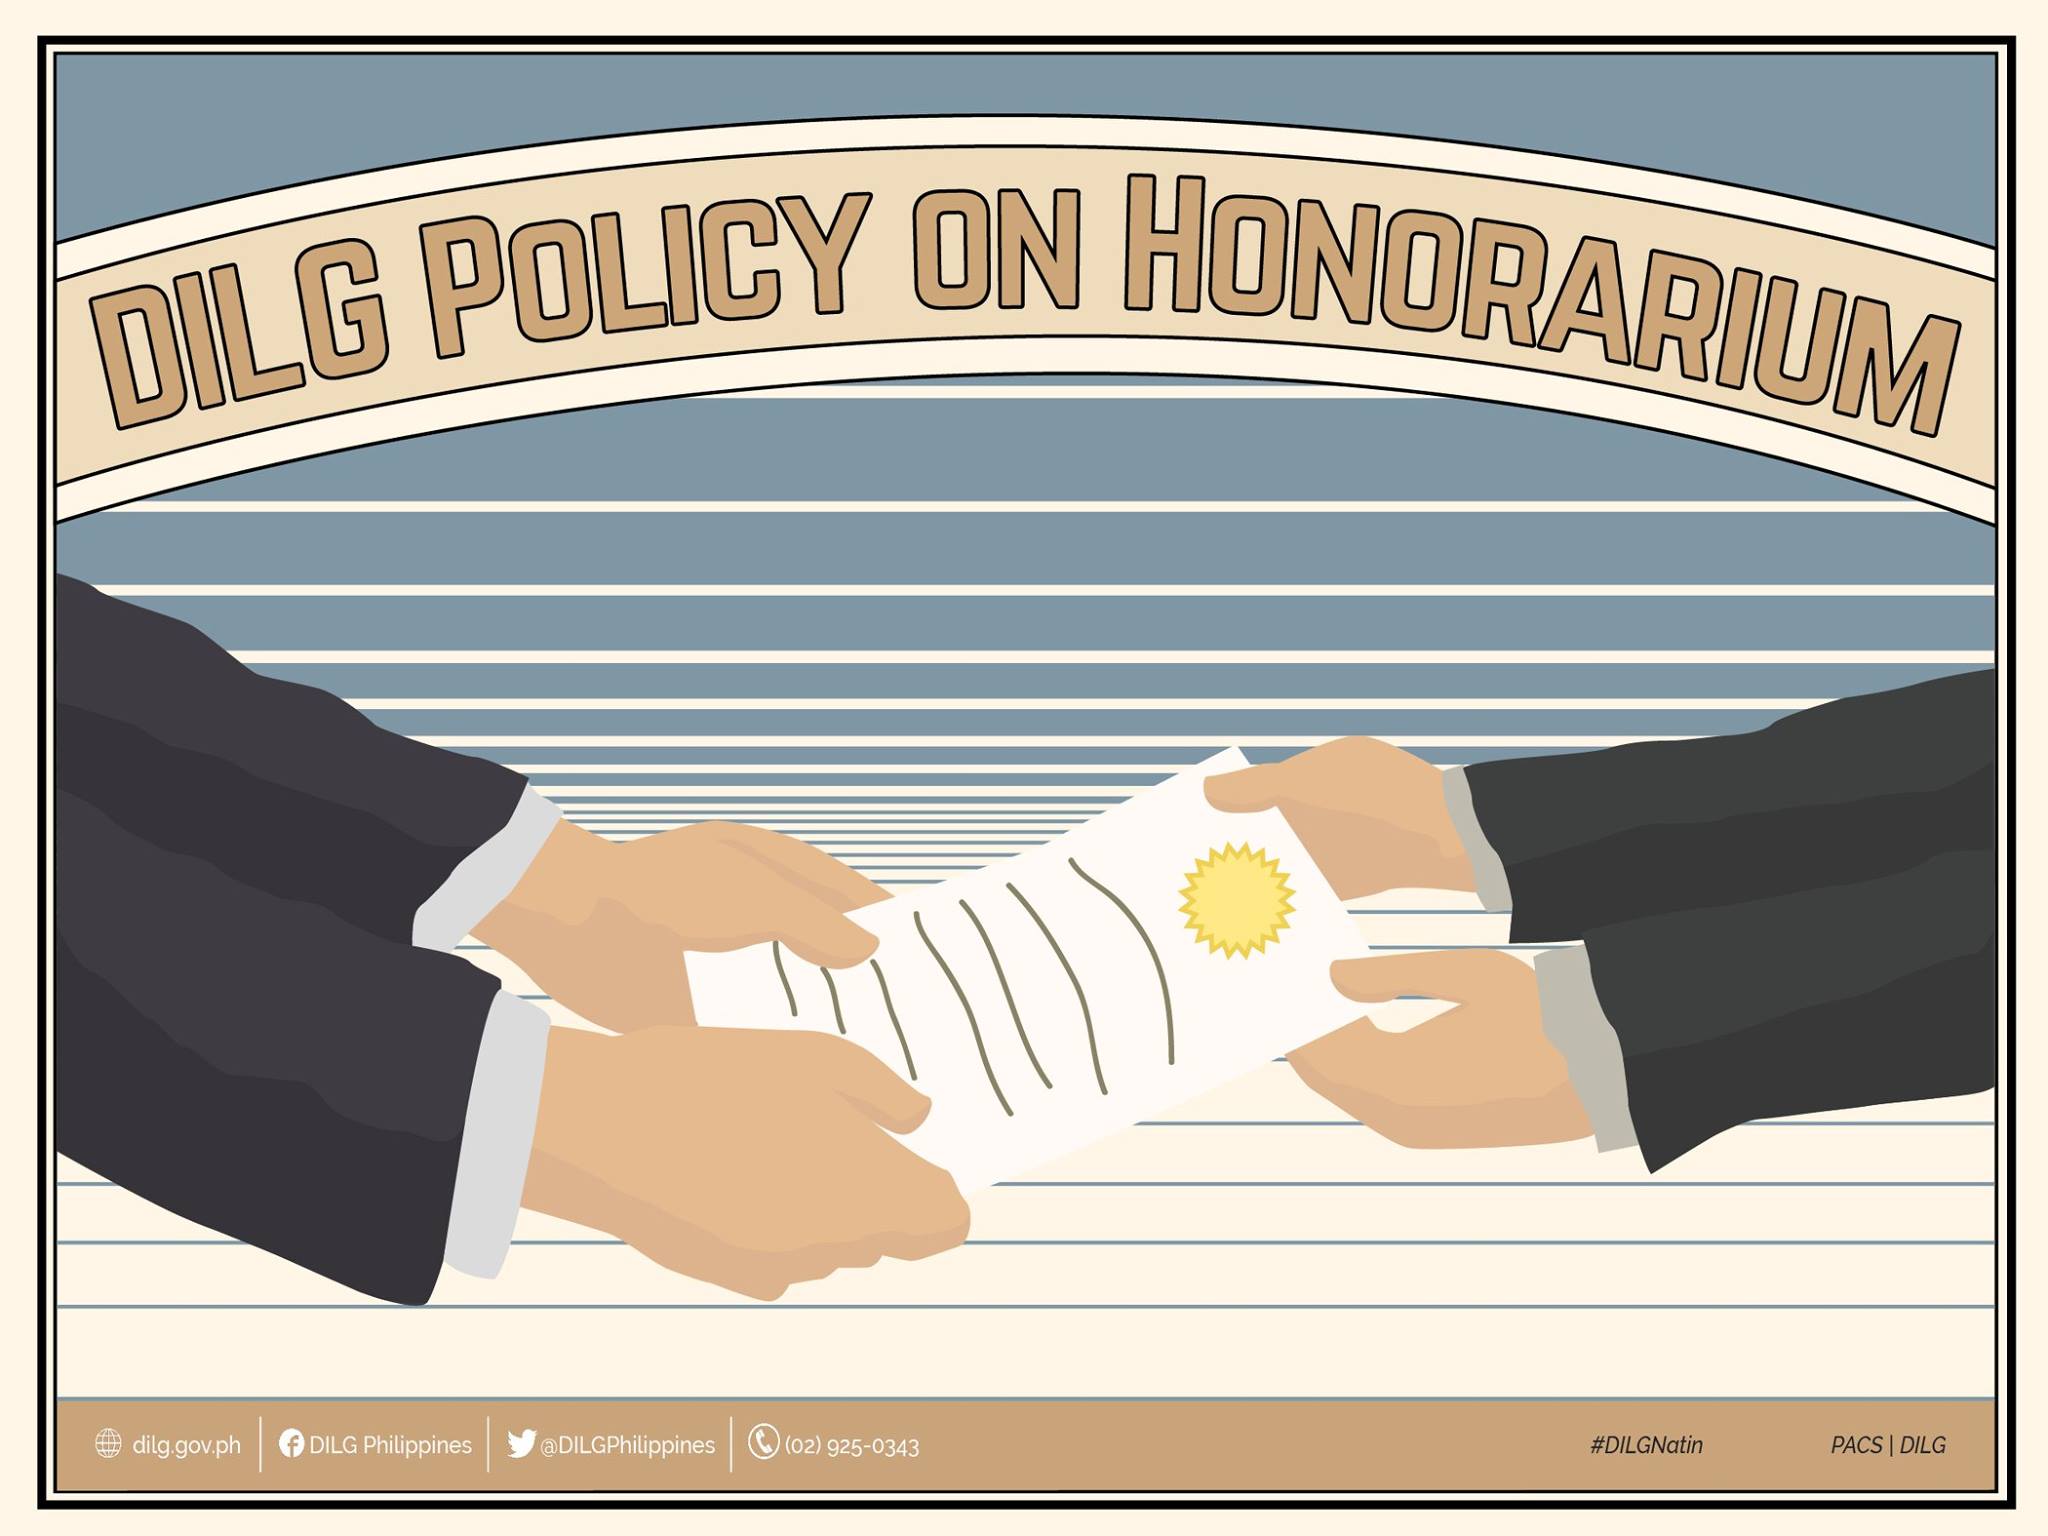 DILG POLICY ON HONORARIUM
dilg.gov.ph
DILG Philippines
@DILGPhilippines
(02) 925-0343
#DILGNatin
PACS | DILG